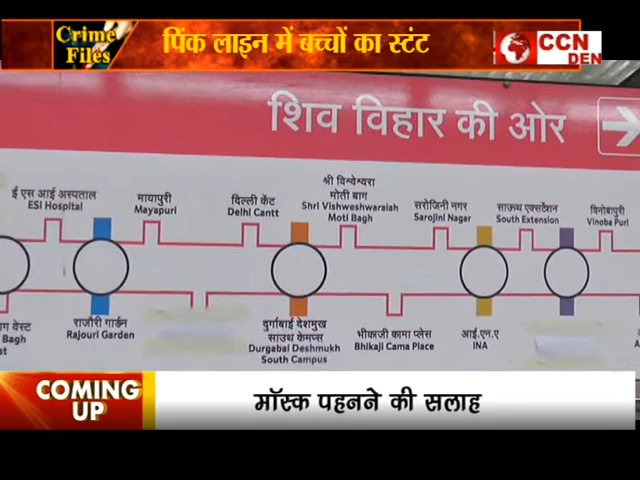 Crime
Files
पिंक लाइन में बच्चों का स्टंट
CCN
DEN
शिव विहार की ओर
ई एस आई अस्पताल
ESI Hospital
मायापुरी
Mayapuri
दिल्ली कैंट
Delhi Cantt
श्री विश्वेश्वरा
मोती बाग
Shri Vishweshwaraiah
Moti Bagh
सरोजिनी नगर
Sarojini Nagar
साऊथ एक्सटैंशन
South Extension
विनोबापुरी
Vinoba Puri
बाग वेस्ट
Bagh
राजौरी गार्डन
Rajouri Garden
दुर्गाबाई देशमुख
साउथ कैम्पस
Durgabai Deshmukh
South Campus
भीकाजी कामा प्लेस
Bhikaji Cama Place
आई.एन.ए
INA
COMING
UP
मॉस्क पहनने की सलाह